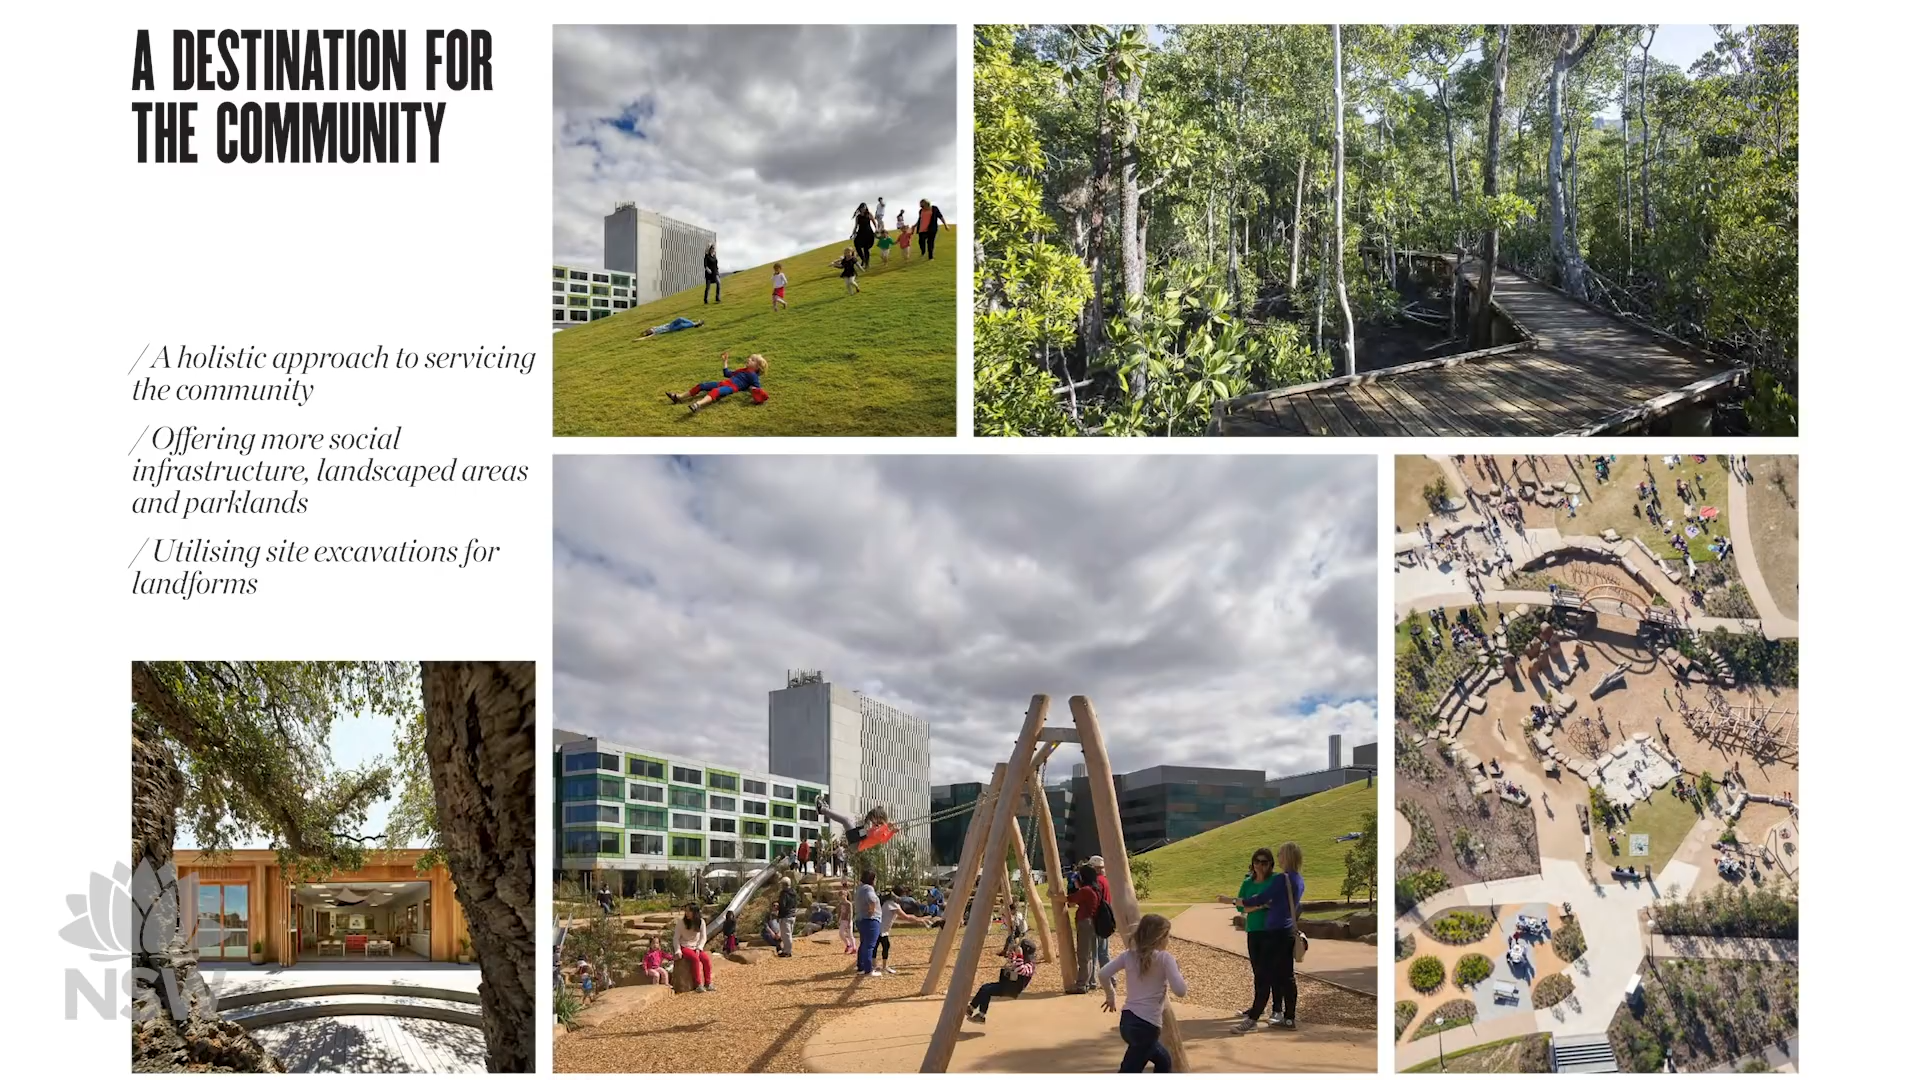 A DESTINATION FOR
THE COMMUNITY
/ A holistic approach to servicing
the community
/ Offering more social
infrastructure, landscaped areas
and parklands
/ Utilising site excavations for
landforms
NSW